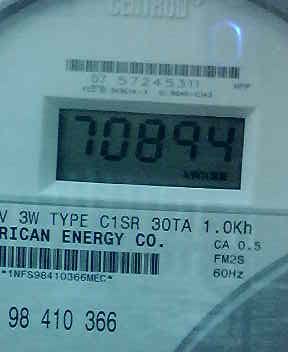 CENTRON
07 57245311
70894
V 3W TYPE C1SR 30TA 1.0Kh
RICAN ENERGY CO.
CA 0.5
FM2S
60Hz
*1NFS98410366MEC*
98 410 366